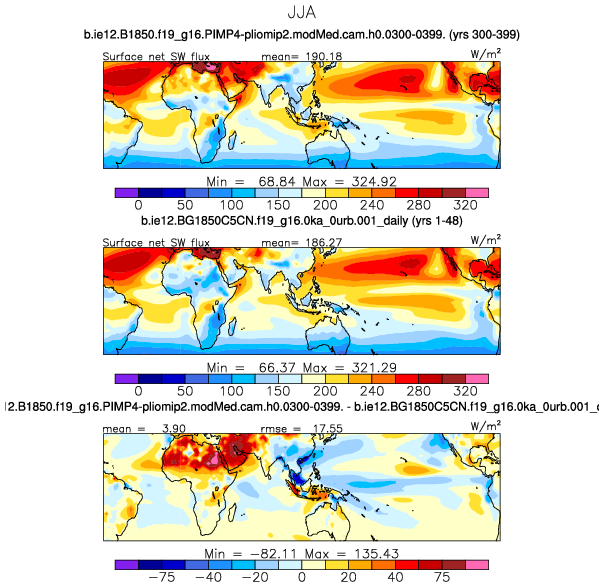 JJA
b.ie12.B1850.f19_g16.PIMP4-pliomip2.modMed.cam.h0.0300-0399. (yrs 300-399)
Surface net SW flux mean= 190.18 W/m²
Min = 68.84 Max = 324.92
0 50 100 150 200 240 280 320
b.ie12.BG1850C5CN.f19_g16.0ka_0urb.001_daily (yrs 1-48)
Surface net SW flux mean= 186.27 W/m²
Min = 66.37 Max = 321.29
0 50 75 125 175 200 225 240 280 320
12.B1850.f19_g16.PIMP4-pliomip2.modMed.cam.h0.0300-0399. - b.ie12.BG1850C5CN.f19_g16.0ka_0urb.001_
mean = 3.90 rmse = 17.55 W/m²
Min = -82.11 Max = 135.43
-75 -40 -20 0 20 40 75